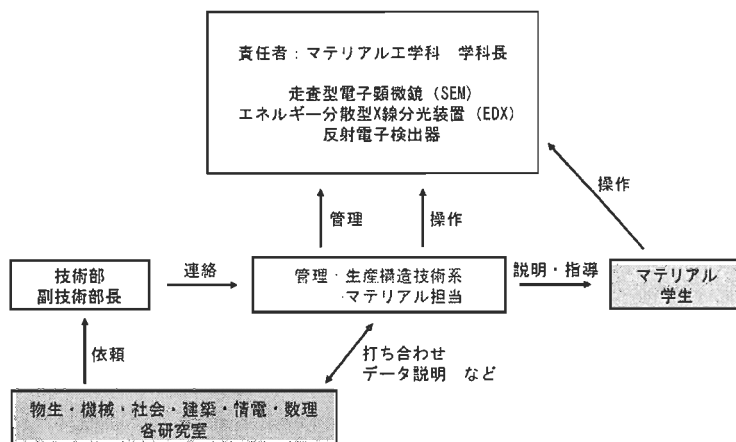 責任者：マテリアル工学科　学科長
走査型電子顕微鏡（SEM）
エネルギー分散型X線分光装置（EDX）
反射電子検出器
操作
管理
操作
技術部
副技術部長
連絡
管理・生産構造技術系
・マテリアル担当
説明・指導
マテリアル
学生
依頼
打ち合わせ
データ説明　など
物生・機械・社会・建築・情電・数理
各研究室